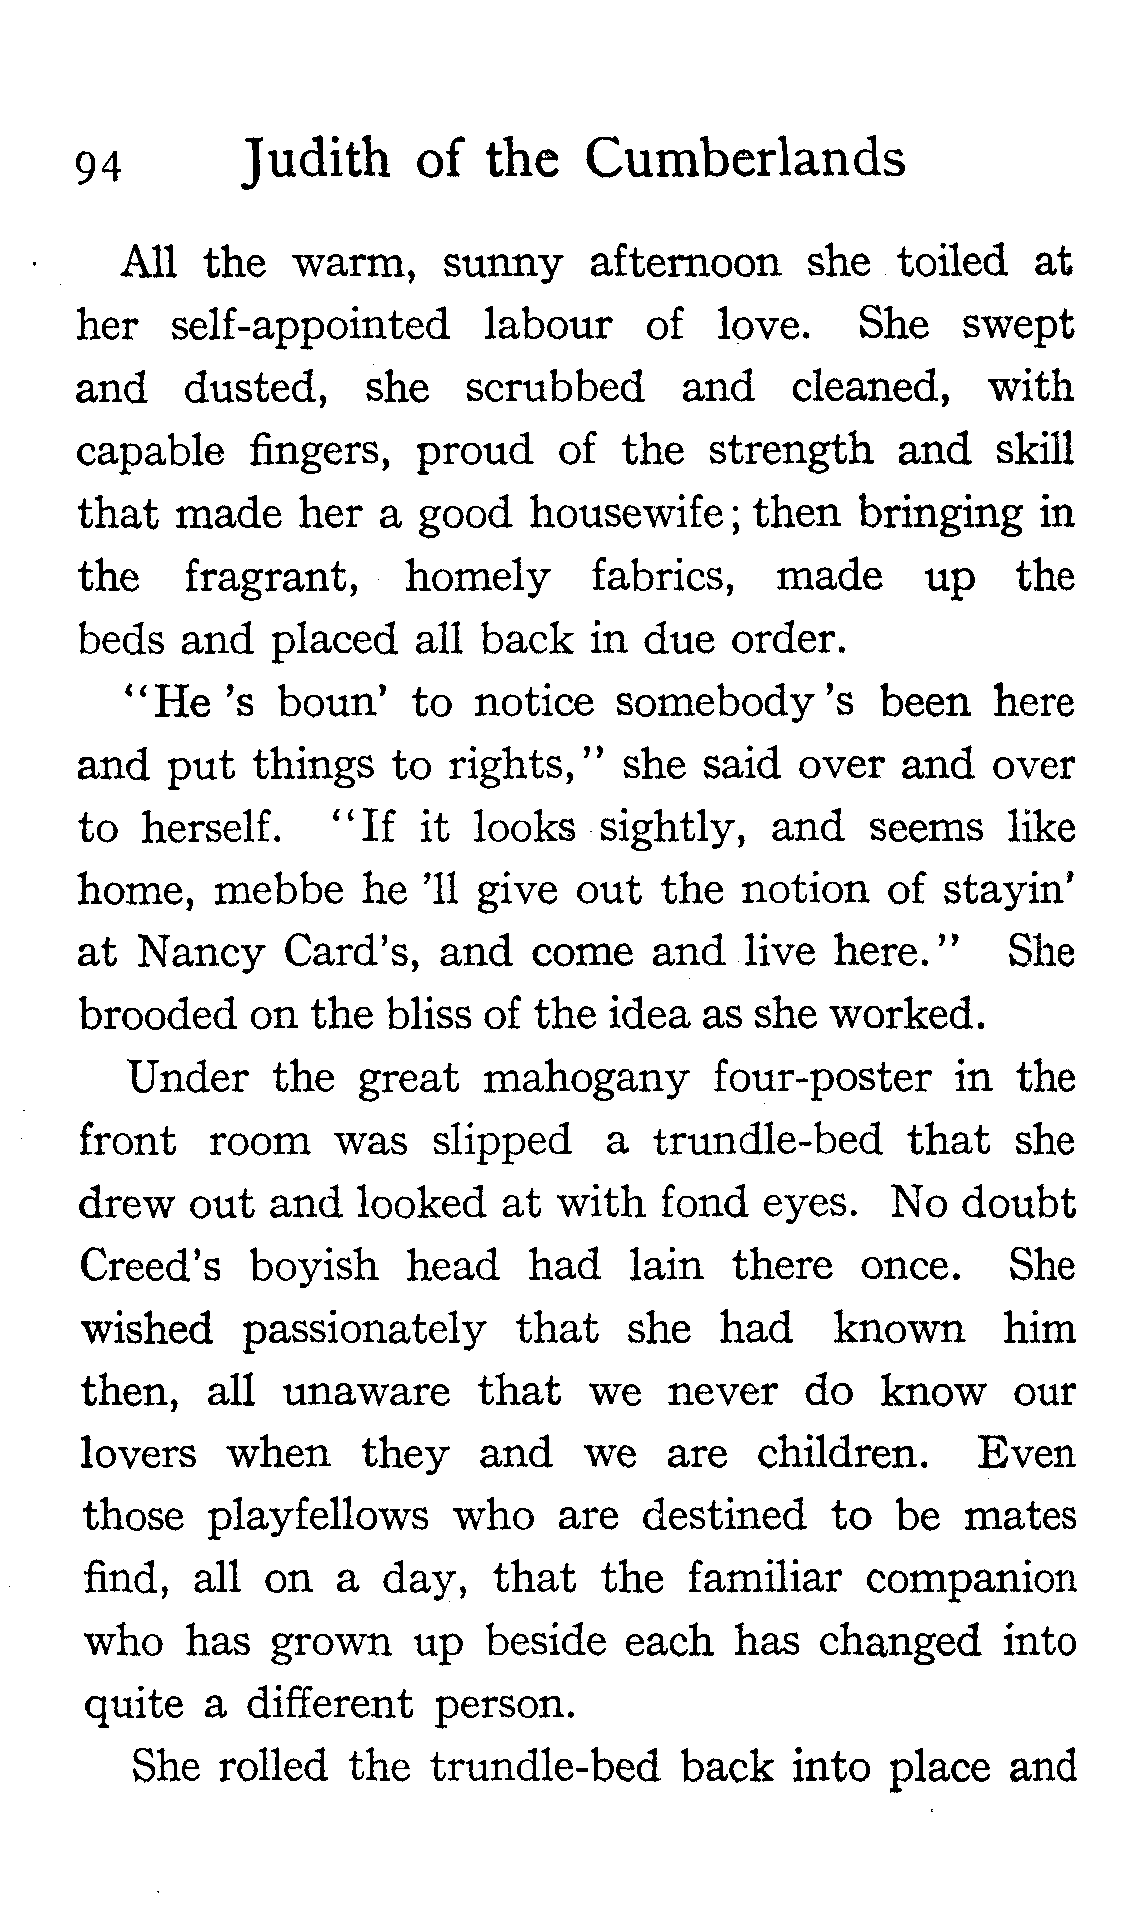 94 Judith of the Cumberlands
All the warm, sunny afternoon she toiled at
her self-appointed labour of love. She swept
and dusted, she scrubbed and cleaned, with
capable fingers, proud of the strength and skill
that made her a good housewife; then bringing in
the fragrant, homely fabrics, made up the
beds and placed all back in due order.
"He 's boun' to notice somebody 's been here
and put things to rights," she said over and over
to herself. "If it looks sightly, and seems like
home, mebbe he 'll give out the notion of stayin'
at Nancy Card's, and come and live here." She
brooded on the bliss of the idea as she worked.
Under the great mahogany four-poster in the
front room was slipped a trundle-bed that she
drew out and looked at with fond eyes. No doubt
Creed's boyish head had lain there once. She
wished passionately that she had known him
then, all unaware that we never do know our
lovers when they and we are children. Even
those playfellows who are destined to be mates
find, all on a day, that the familiar companion
who has grown up beside each has changed into
quite a different person.
She rolled the trundle-bed back into place and